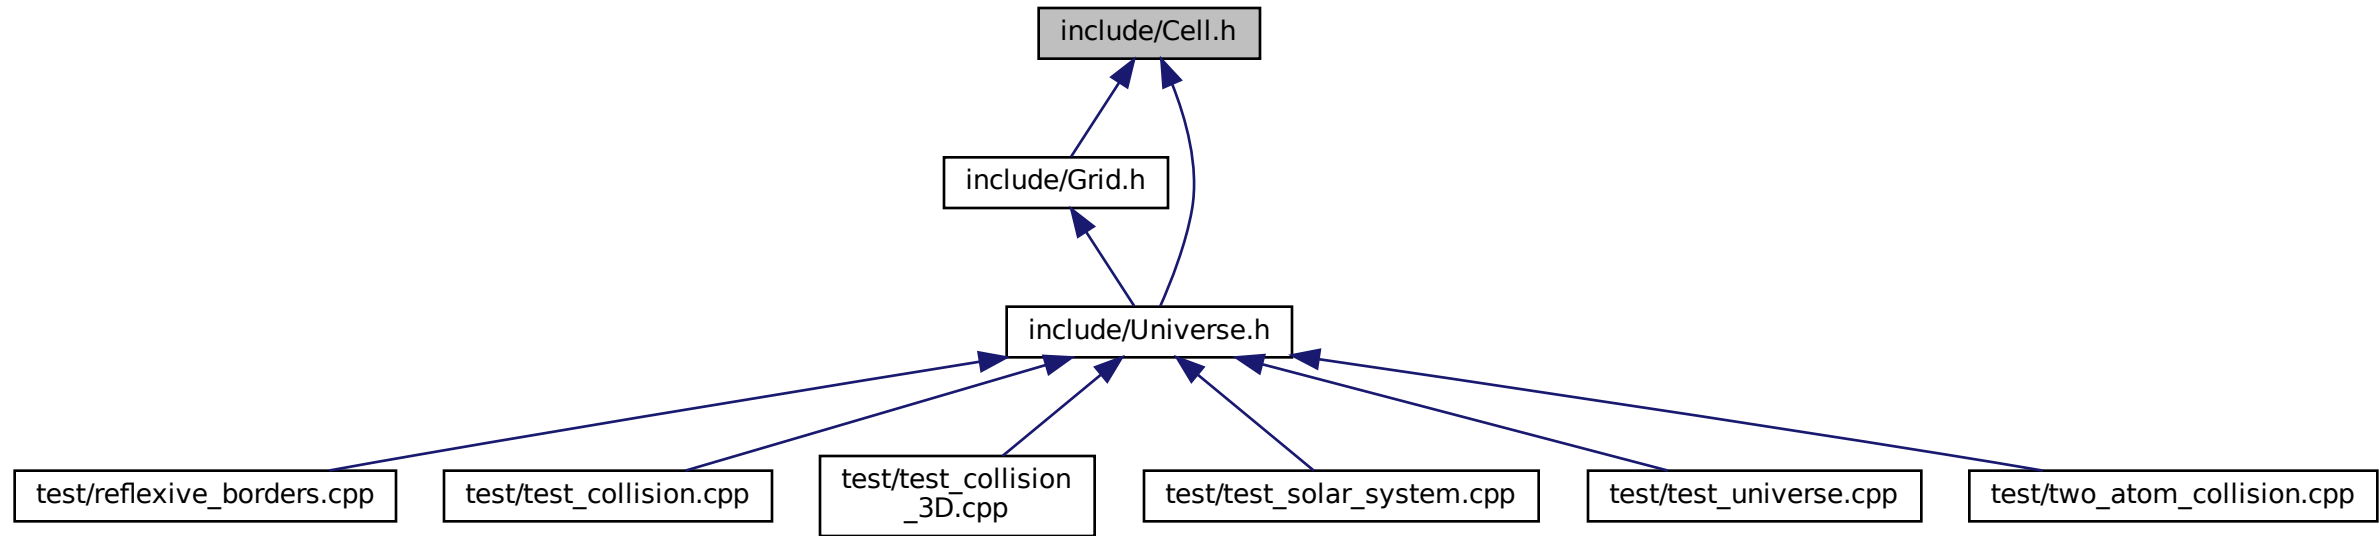 include/Cell.h
include/Grid.h
include/Universe.h
test/reflexive_borders.cpp
test/test_collision.cpp
test/test_collision
_3D.cpp
test/test_solar_system.cpp
test/test_universe.cpp
test/two_atom_collision.cpp